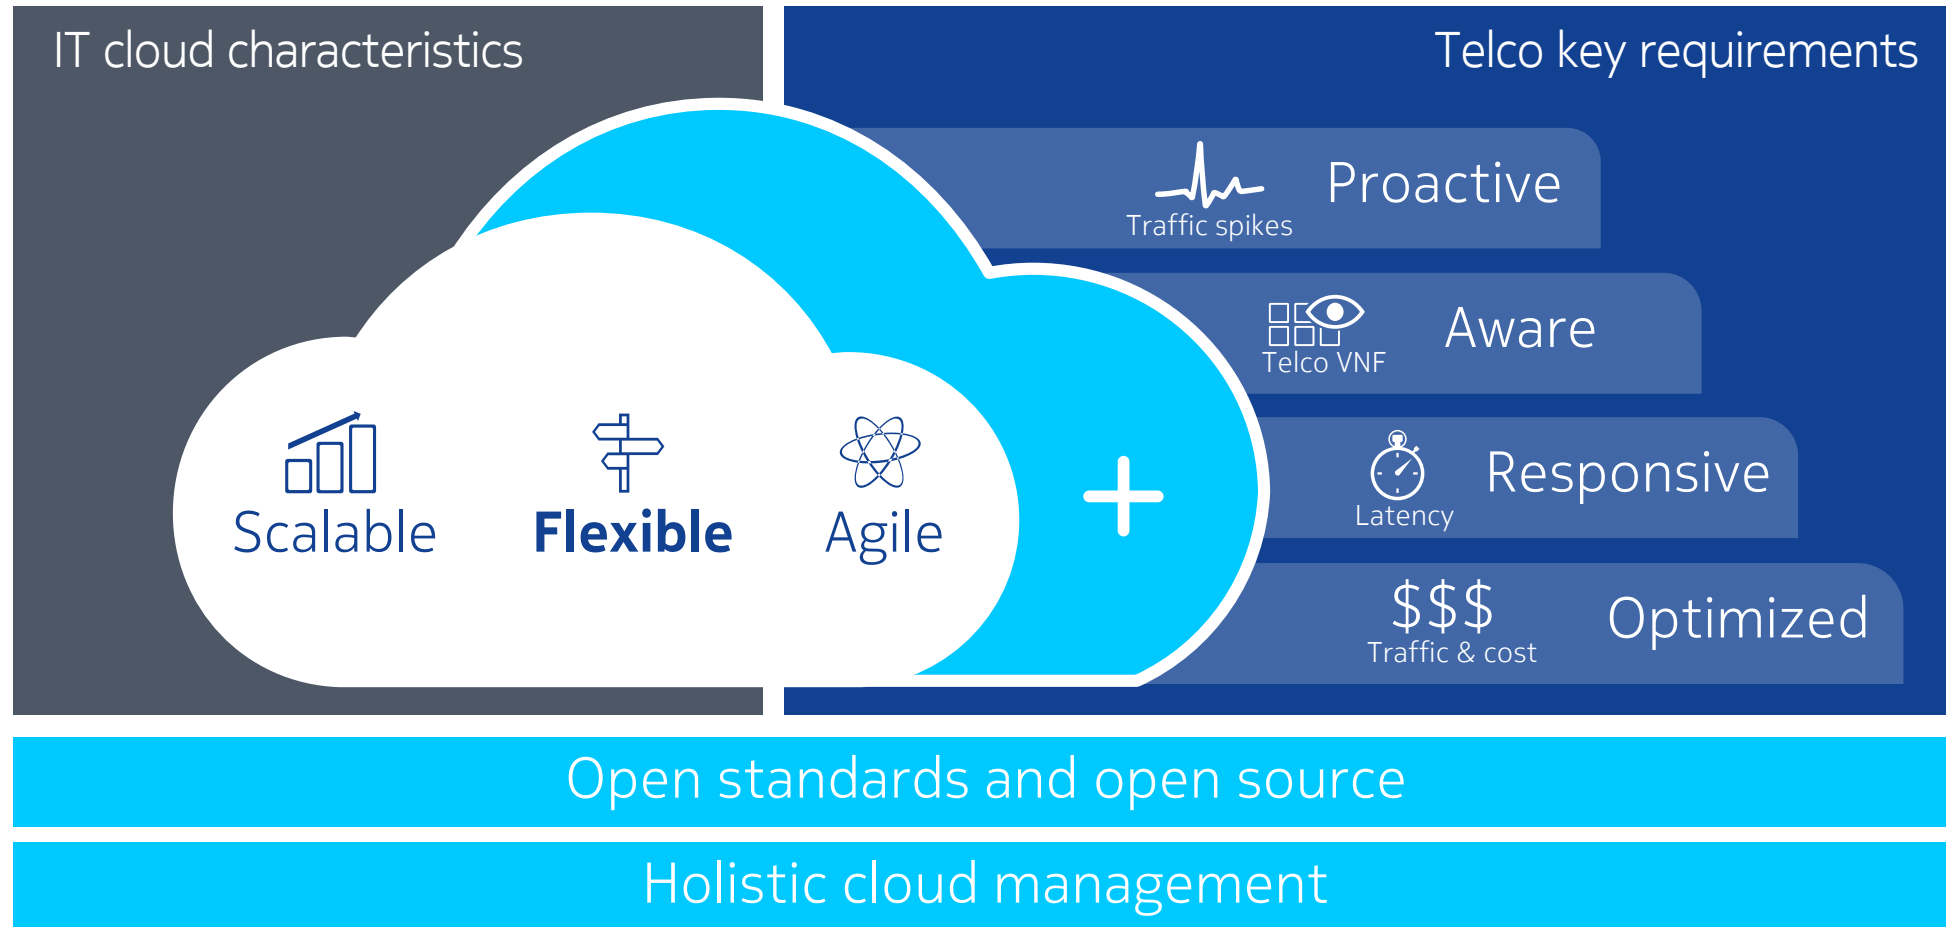 IT cloud characteristics
Telco key requirements
Traffic spikes
Proactive
Telco VNF
Aware
Latency
Responsive
$$$
Traffic & cost
Optimized
Scalable
Flexible
Agile
+
Open standards and open source
Holistic cloud management